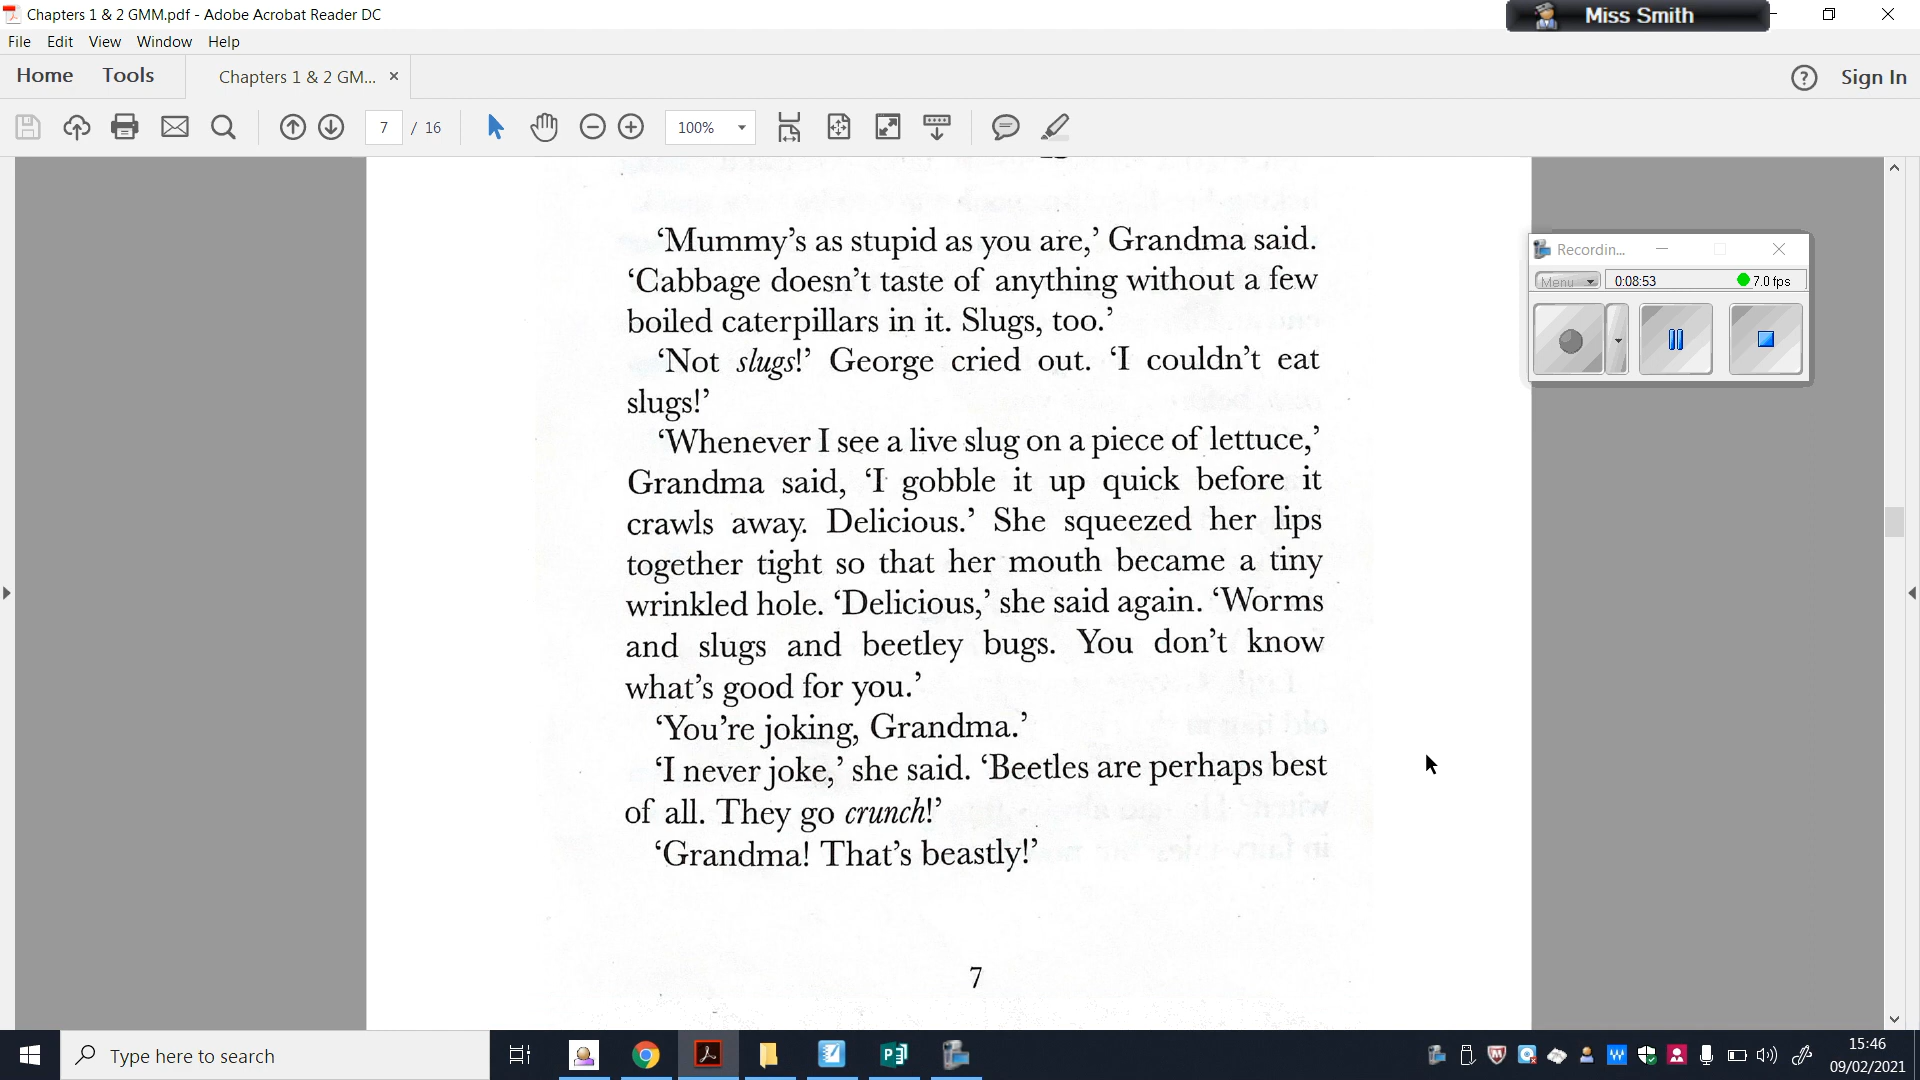 Chapters 1 & 2 GMM.pdf - Adobe Acrobat Reader DC
Miss Smith
File Edit View Window Help
Home Tools Chapters 1 & 2 GM... × Sign In
7 / 16 100%
‘Mummy’s as stupid as you are,’ Grandma said.
‘Cabbage doesn’t taste of anything without a few
boiled caterpillars in it. Slugs, too.’
‘Not slugs!’ George cried out. ‘I couldn’t eat
slugs!’
‘Whenever I see a live slug on a piece of lettuce,’
Grandma said, ‘I gobble it up quick before it
crawls away. Delicious.’ She squeezed her lips
together tight so that her mouth became a tiny
wrinkled hole. ‘Delicious,’ she said again. ‘Worms
and slugs and beetley bugs. You don’t know
what’s good for you.’
‘You’re joking, Grandma.’
‘I never joke,’ she said. ‘Beetles are perhaps best
of all. They go crunch!’
‘Grandma! That’s beastly!’
7
Recordin...
Menu 0:08:53 7.0 fps
Type here to search
15:46
09/02/2021